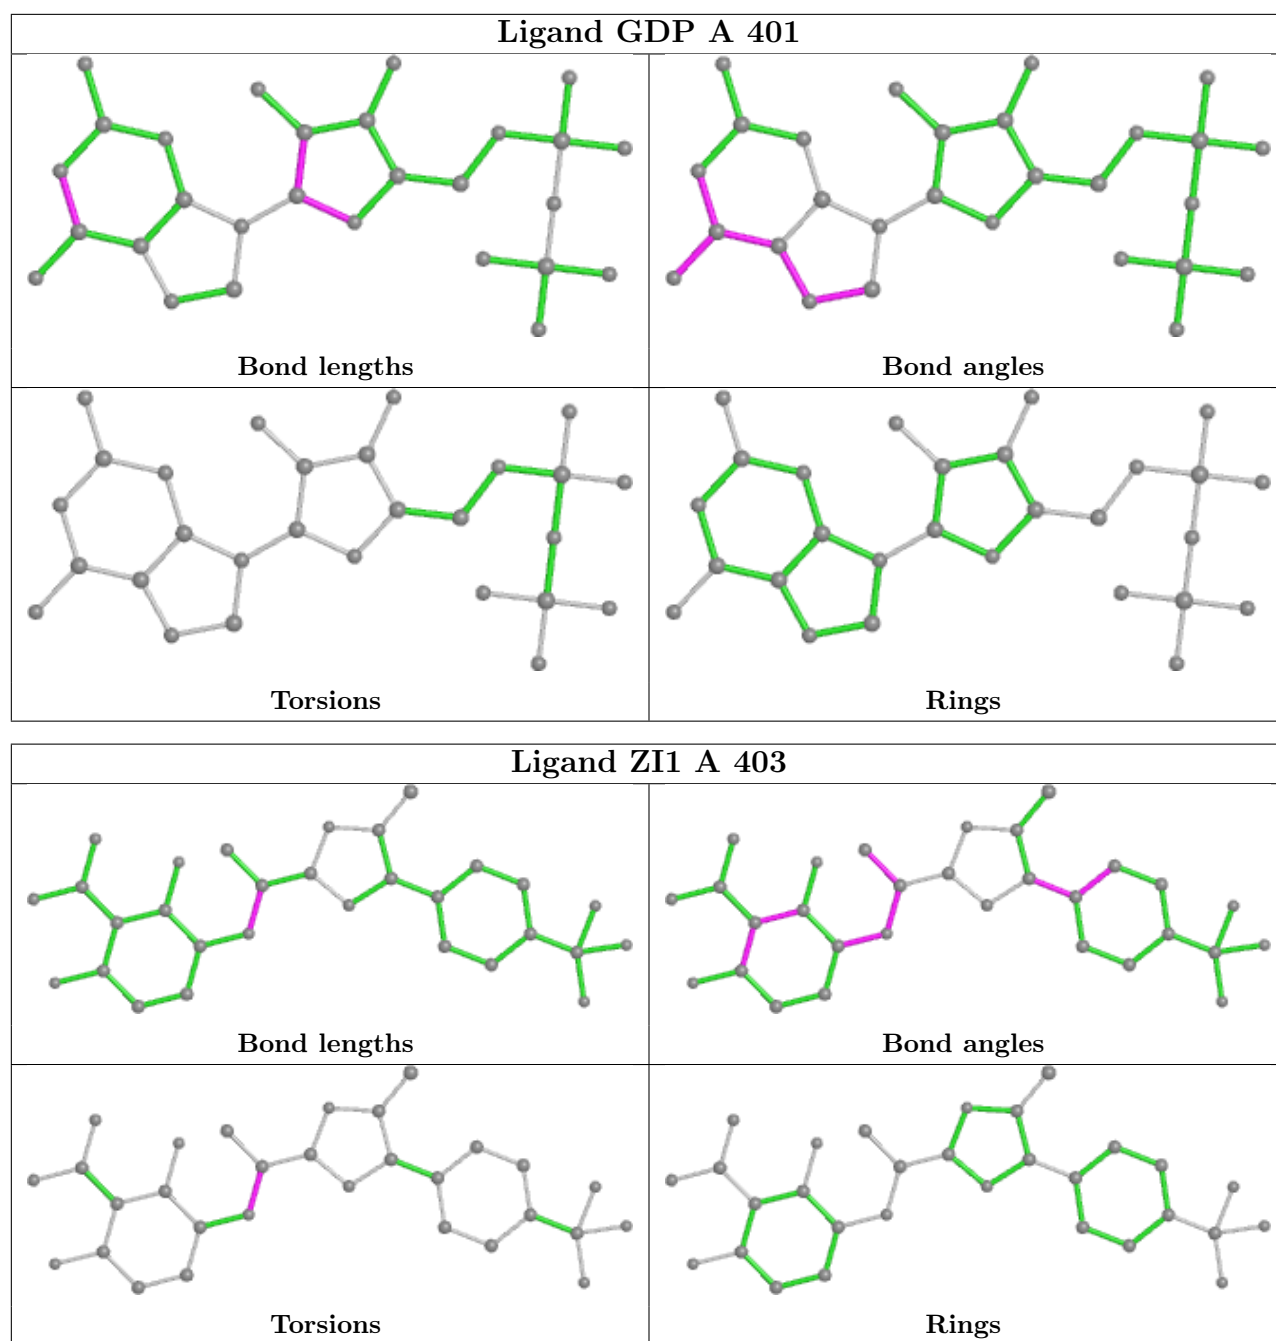 Ligand GDP A 401
Bond lengths
Bond angles
Torsions
Rings
Ligand ZI1 A 403
Bond lengths
Bond angles
Torsions
Rings